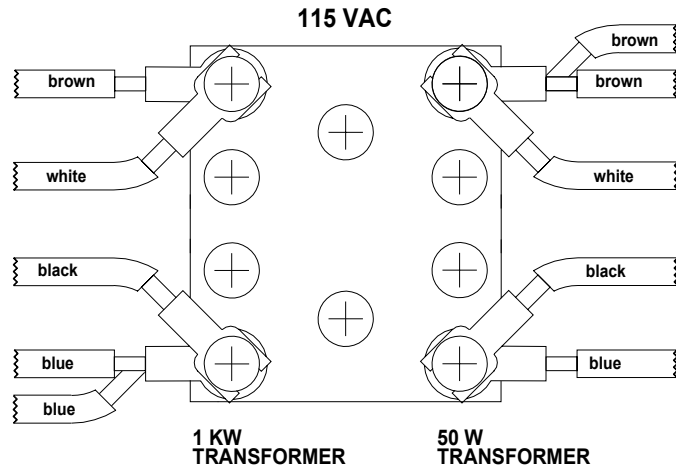 115 VAC
brown
brown
brown
white
white
black
black
blue
blue
blue
1 KW
TRANSFORMER
50 W
TRANSFORMER